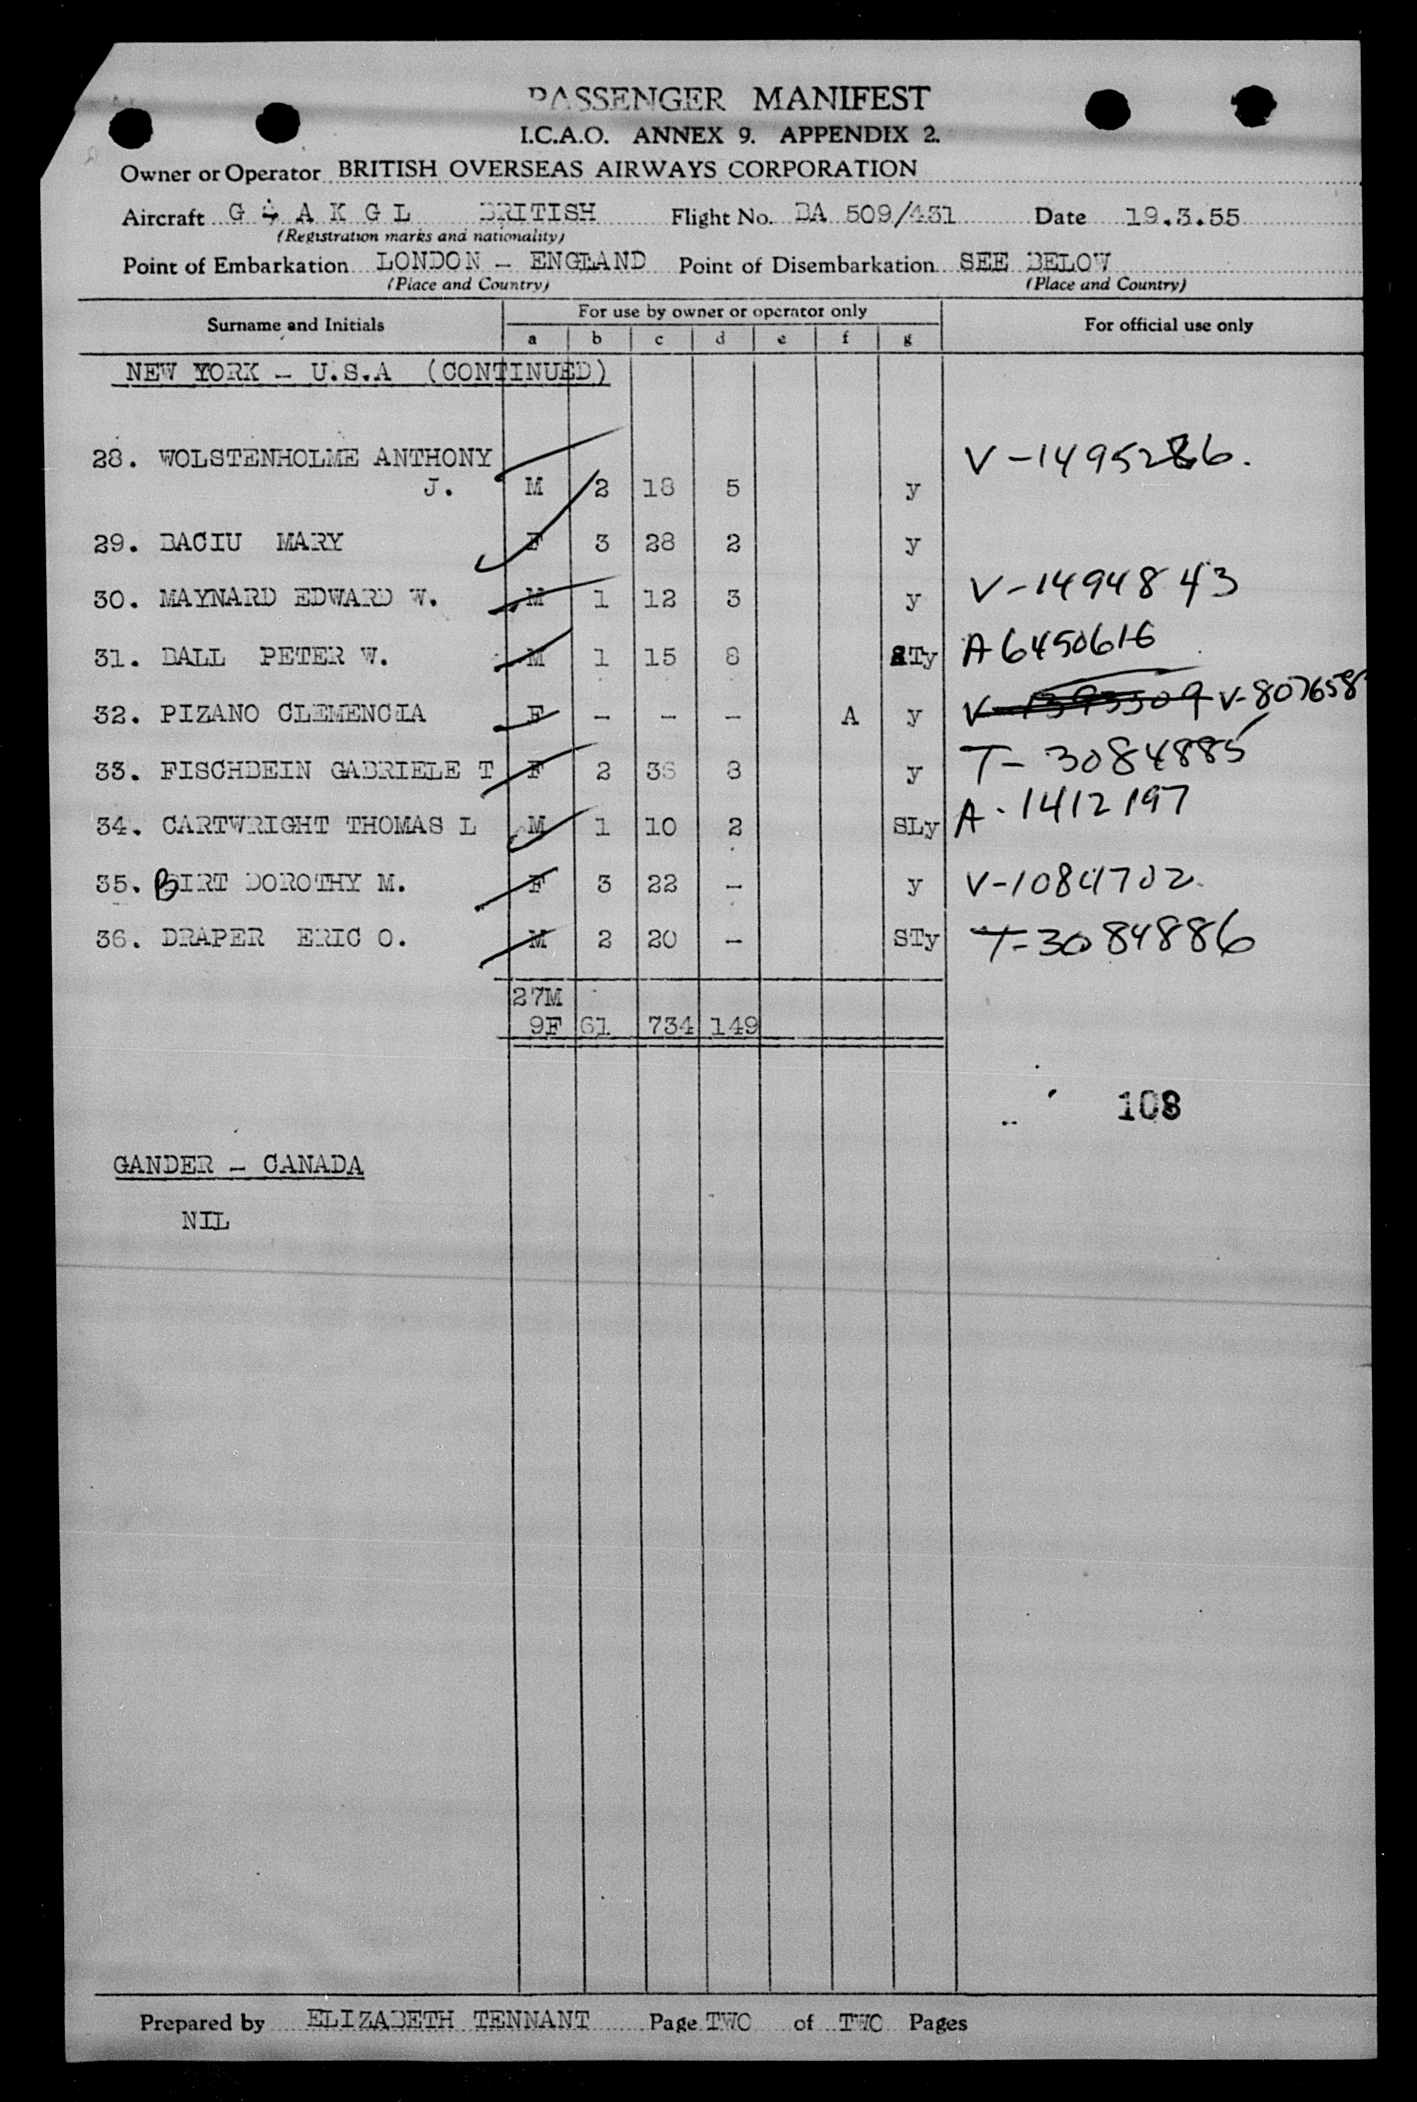 PASSENGER MANIFEST
I.C.A.O. ANNEX 9. APPENDIX 2.
Owner or Operator BRITISH OVERSEAS AIRWAYS CORPORATION
Aircraft G - A K G L BRITISH Flight No. BA 509/431 Date 19.3.55
(Registration marks and nationality)
Point of Embarkation LONDON - ENGLAND Point of Disembarkation SEE BELOW
(Place and Country) (Place and Country)
Surname and Initials For use by owner or operator only For official use only
a b c d e f g
NEW YORK - U.S.A (CONTINUED)
28. WOLSTENHOLME ANTHONY V-1495286.
J. M 2 18 5 y
29. BACIU MARY F 3 28 2 y
30. MAYNARD EDWARD W. M 1 12 3 y V-1494843
31. BALL PETER W. M 1 15 8 STy A6450616
32. PIZANO CLEMENCIA F - - - A y V-1393309 V-807658
33. FISCHBEIN GABRIELE T F 2 36 8 y T-3084885
34. CARTWRIGHT THOMAS L M 1 10 2 SLy A-1412197
35. BIRT DOROTHY M. F 3 22 - y V-1084702
36. DRAPER ERIC O. M 2 20 - STy T-3084886
27M
9F 61 734 149
108
GANDER - CANADA
NIL
Prepared by ELIZABETH TENNANT Page TWO of TWO Pages